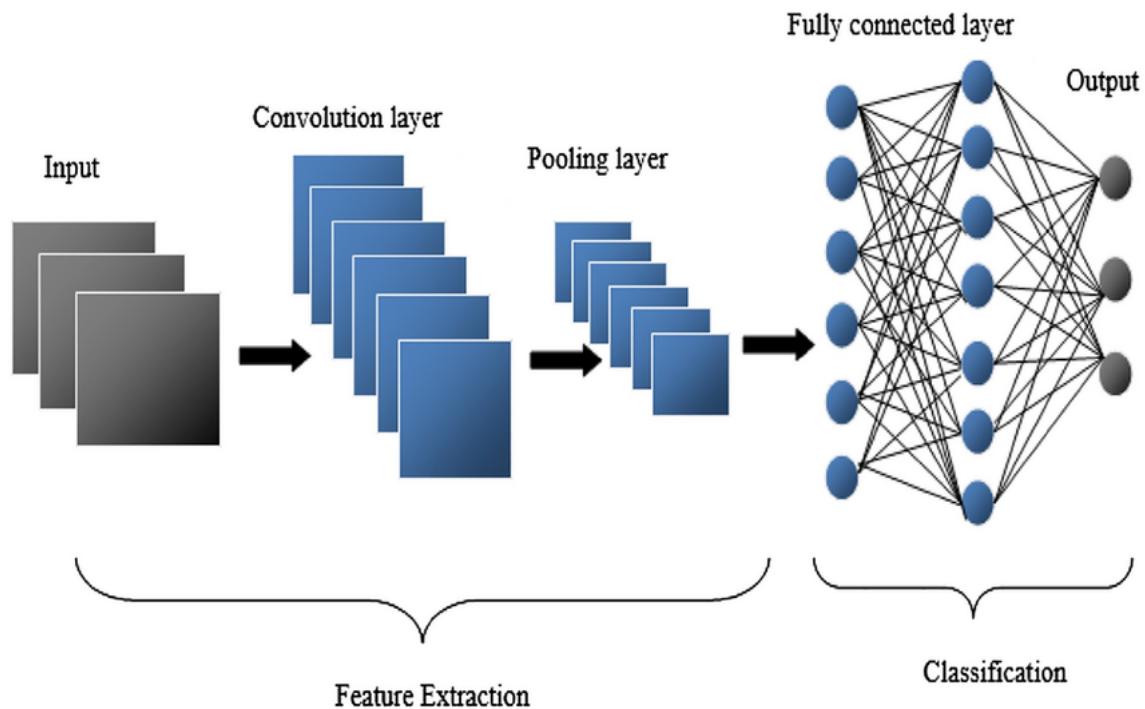 Fully connected layer
Output
Convolution layer
Pooling layer
Input
Feature Extraction
Classification